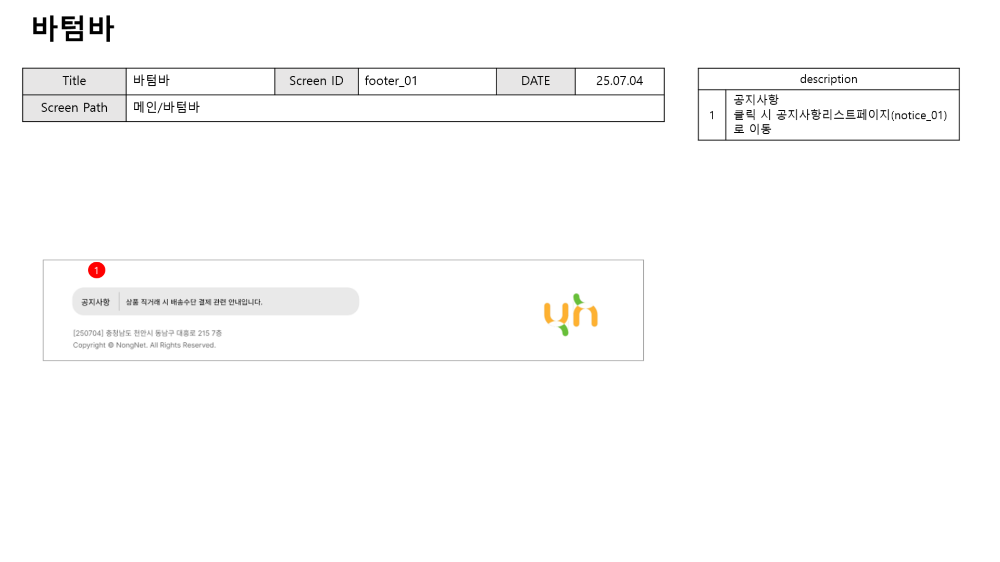 바텀바
Title 바텀바 Screen ID footer_01 DATE 25.07.04
Screen Path 메인/바텀바
description
1 공지사항
클릭 시 공지사항리스트페이지(notice_01)
로 이동
1
공지사항 상품 직거래 시 배송수단 결제 관련 안내입니다.
[250704] 충청남도 천안시 동남구 대흥로 215 7층
Copyright © NongNet. All Rights Reserved.